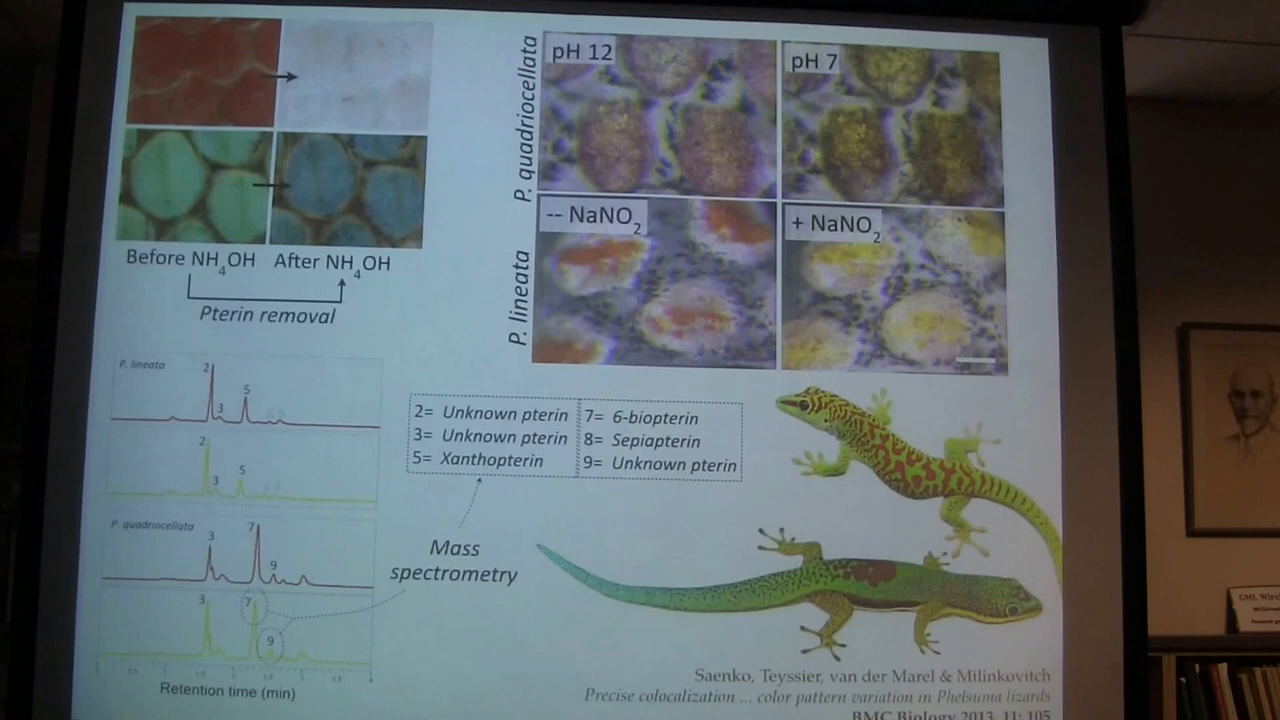 P. quadriocellata
pH 12
pH 7
-- NaNO2
+ NaNO2
P. lineata
Before NH4OH
After NH4OH
Pterin removal
P. lineata
2
3
5
2
3
5
P. quadriocellata
3
7
9
3
7
9
Retention time (min)
2= Unknown pterin
3= Unknown pterin
5= Xanthopterin
7= 6-biopterin
8= Sepiapterin
9= Unknown pterin
Mass
spectrometry
Saenko, Teyssier, van der Marel & Milinkovitch
Precise colocalization ... color pattern variation in Phelsuma lizards
BMC Biology 2013, 11: 105